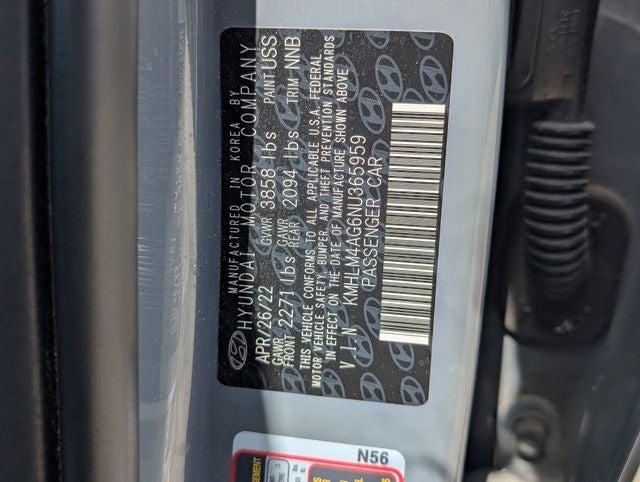 MANUFACTURED IN KOREA BY
HYUNDAI MOTOR COMPANY
APR/26/22 GVWR 3858 lbs PAINT USS
GAWR FRONT 2271 lbs GAWR REAR 2094 lbs TRIM NNB
THIS VEHICLE CONFORMS TO ALL APPLICABLE U.S.A. FEDERAL
MOTOR VEHICLE SAFETY, BUMPER, AND THEFT PREVENTION STANDARDS
IN EFFECT ON THE DATE OF MANUFACTURE SHOWN ABOVE
V I N KMHLM4AG6NU365959
PASSENGER CAR
N56